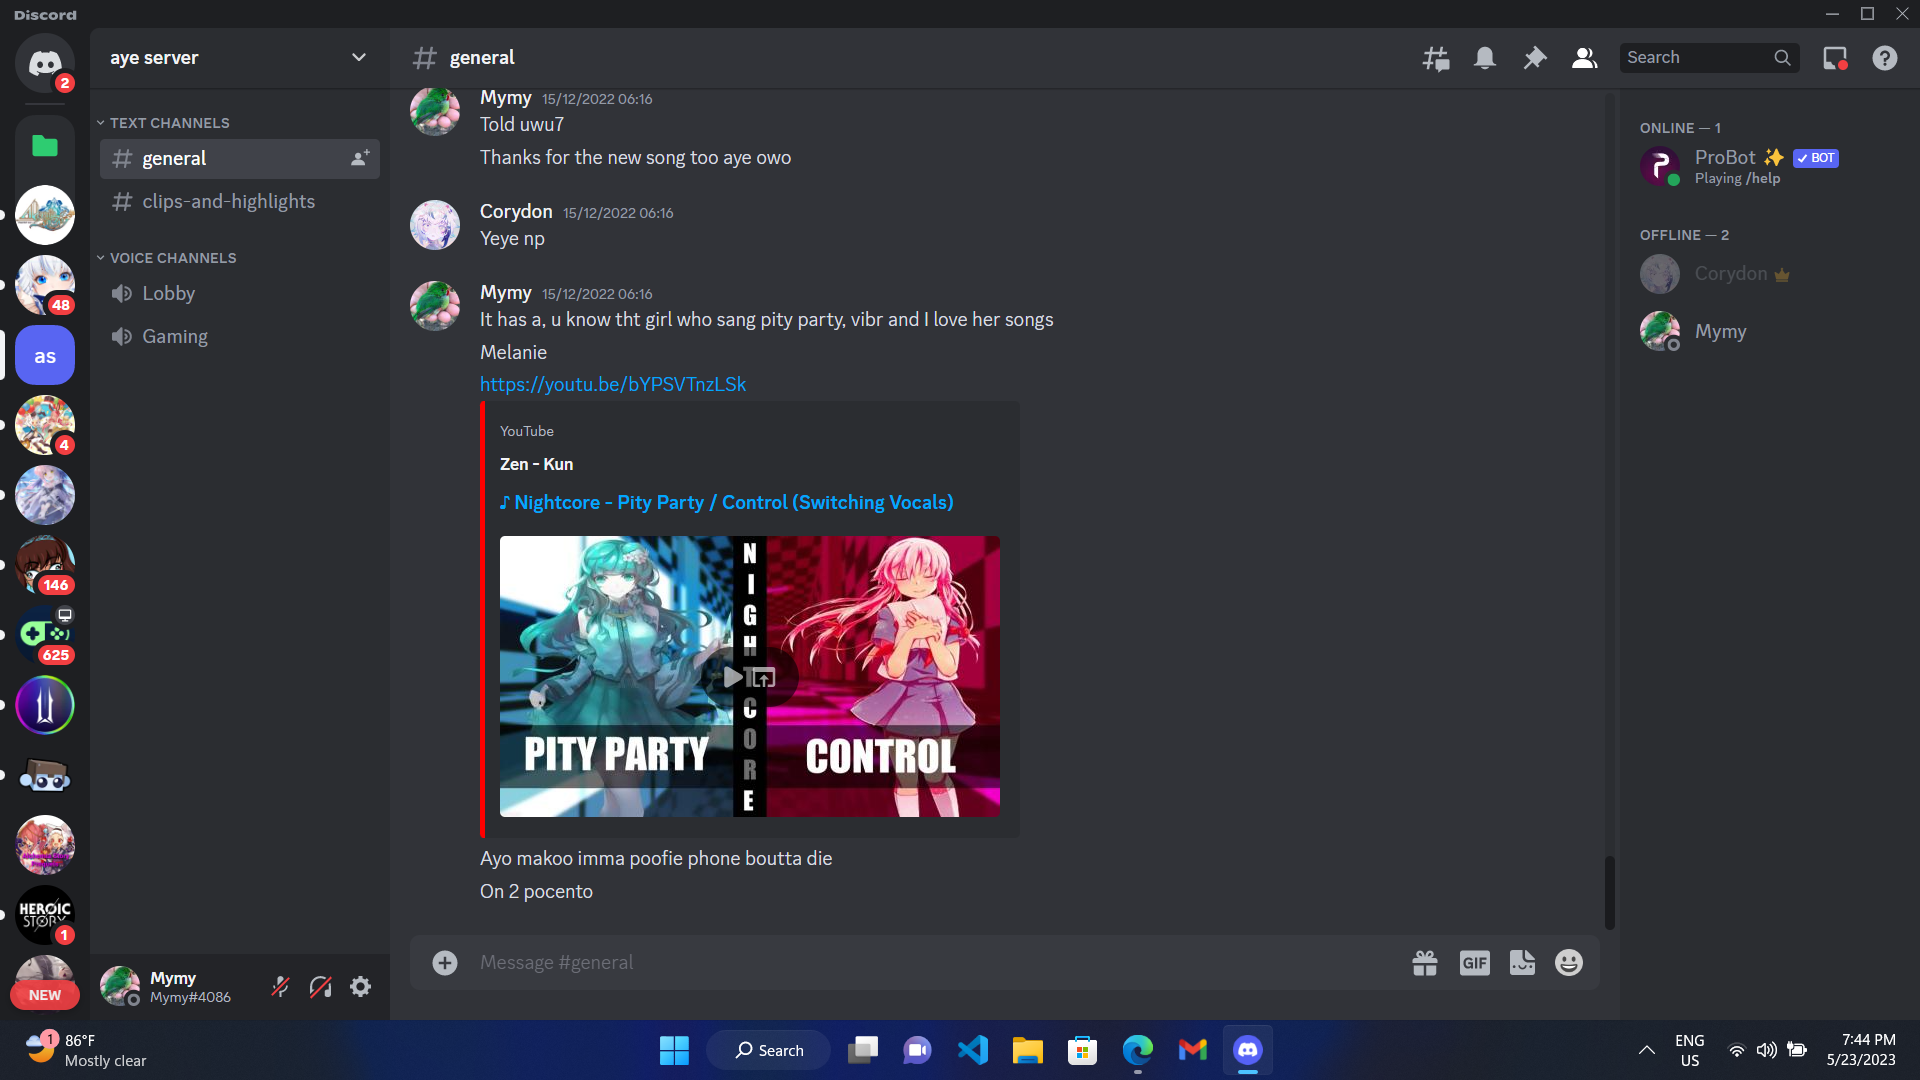 Discord
2
48
as
4
146
625
HEROIC
STORY
1
NEW
aye server
TEXT CHANNELS
general
clips-and-highlights
VOICE CHANNELS
Lobby
Gaming
Mymy
Mymy#4086
general
Search
Mymy 15/12/2022 06:16
Told uwu7
Thanks for the new song too aye owo
Corydon 15/12/2022 06:16
Yeye np
Mymy 15/12/2022 06:16
It has a, u know tht girl who sang pity party, vibr and I love her songs
Melanie
https://youtu.be/bYPSVTnzLSk
YouTube
Zen - Kun
♪ Nightcore - Pity Party / Control (Switching Vocals)
NIGHTCORE
PITY PARTY
CONTROL
Ayo makoo imma poofie phone boutta die
On 2 pocento
Message #general
GIF
ONLINE — 1
ProBot ✨ ✓ BOT
Playing /help
OFFLINE — 2
Corydon
Mymy
1
86°F
Mostly clear
Search
ENG
US
7:44 PM
5/23/2023